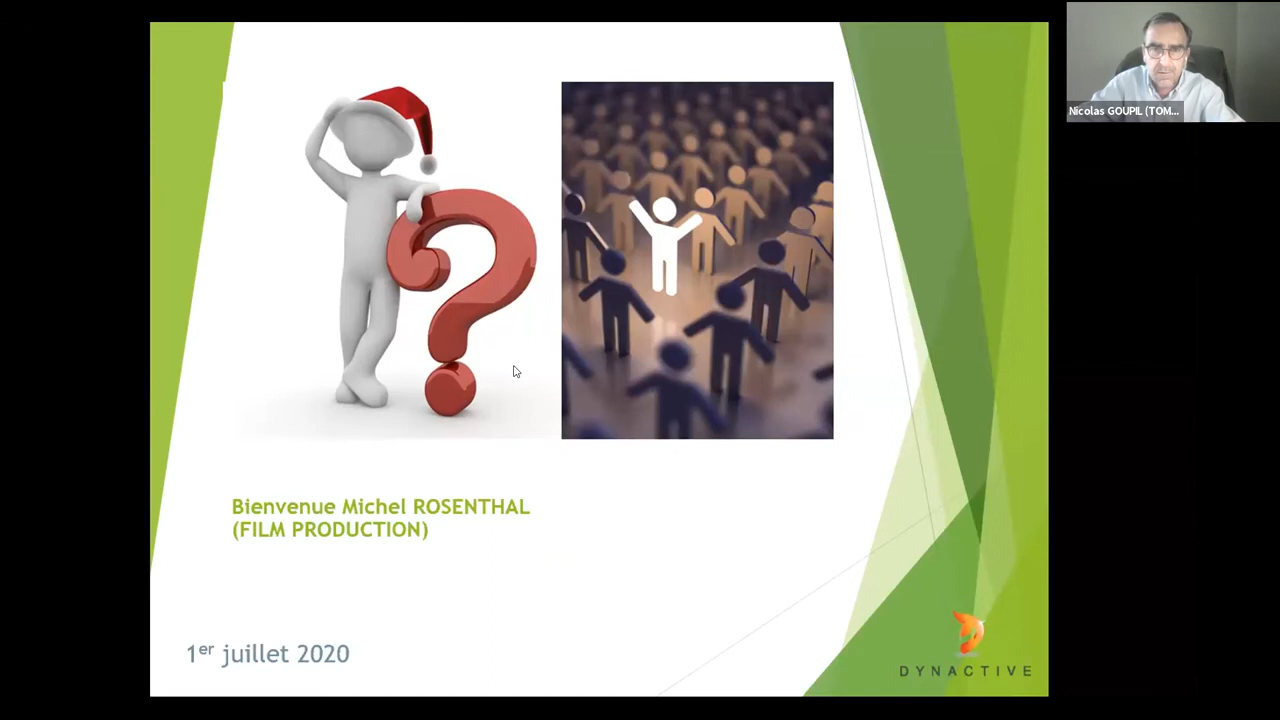 Nicolas GOUPIL (TOM...
Bienvenue Michel ROSENTHAL
(FILM PRODUCTION)
1er juillet 2020
DYNACTIVE